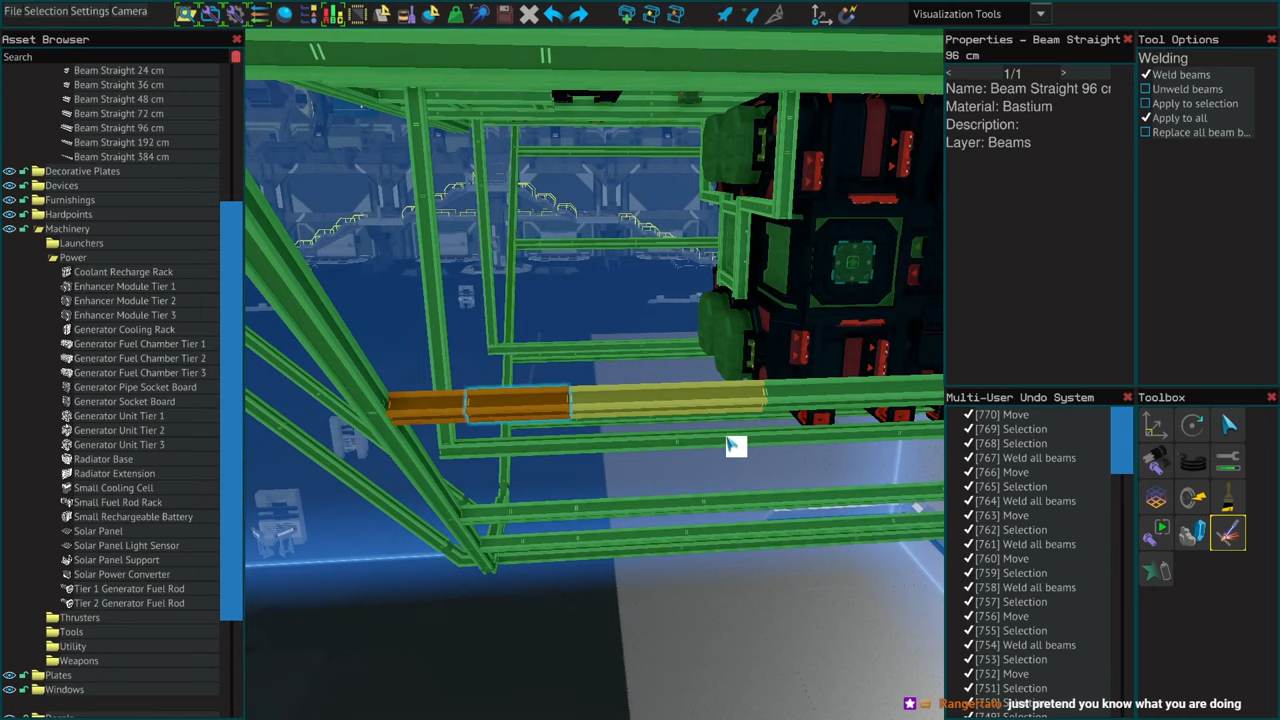 File Selection Settings Camera
Visualization Tools
Asset Browser
Search
Beam Straight 24 cm
Beam Straight 36 cm
Beam Straight 48 cm
Beam Straight 72 cm
Beam Straight 96 cm
Beam Straight 192 cm
Beam Straight 384 cm
Decorative Plates
Devices
Furnishings
Hardpoints
Machinery
Launchers
Power
Coolant Recharge Rack
Enhancer Module Tier 1
Enhancer Module Tier 2
Enhancer Module Tier 3
Generator Cooling Rack
Generator Fuel Chamber Tier 1
Generator Fuel Chamber Tier 2
Generator Fuel Chamber Tier 3
Generator Pipe Socket Board
Generator Socket Board
Generator Unit Tier 1
Generator Unit Tier 2
Generator Unit Tier 3
Radiator Base
Radiator Extension
Small Cooling Cell
Small Fuel Rod Rack
Small Rechargeable Battery
Solar Panel
Solar Panel Light Sensor
Solar Panel Support
Solar Power Converter
Tier 1 Generator Fuel Rod
Tier 2 Generator Fuel Rod
Thrusters
Tools
Utility
Weapons
Plates
Windows
Properties - Beam Straight
96 cm
< 1/1 >
Name: Beam Straight 96 cm
Material: Bastium
Description:
Layer: Beams
Tool Options
Welding
Weld beams
Unweld beams
Apply to selection
Apply to all
Replace all beam b...
Multi-User Undo System
[770] Move
[769] Selection
[768] Selection
[767] Weld all beams
[766] Move
[765] Selection
[764] Weld all beams
[763] Move
[762] Selection
[761] Weld all beams
[760] Move
[759] Selection
[758] Weld all beams
[757] Selection
[756] Move
[755] Selection
[754] Weld all beams
[753] Selection
[752] Move
[751] Selection
Toolbox
just pretend you know what you are doing